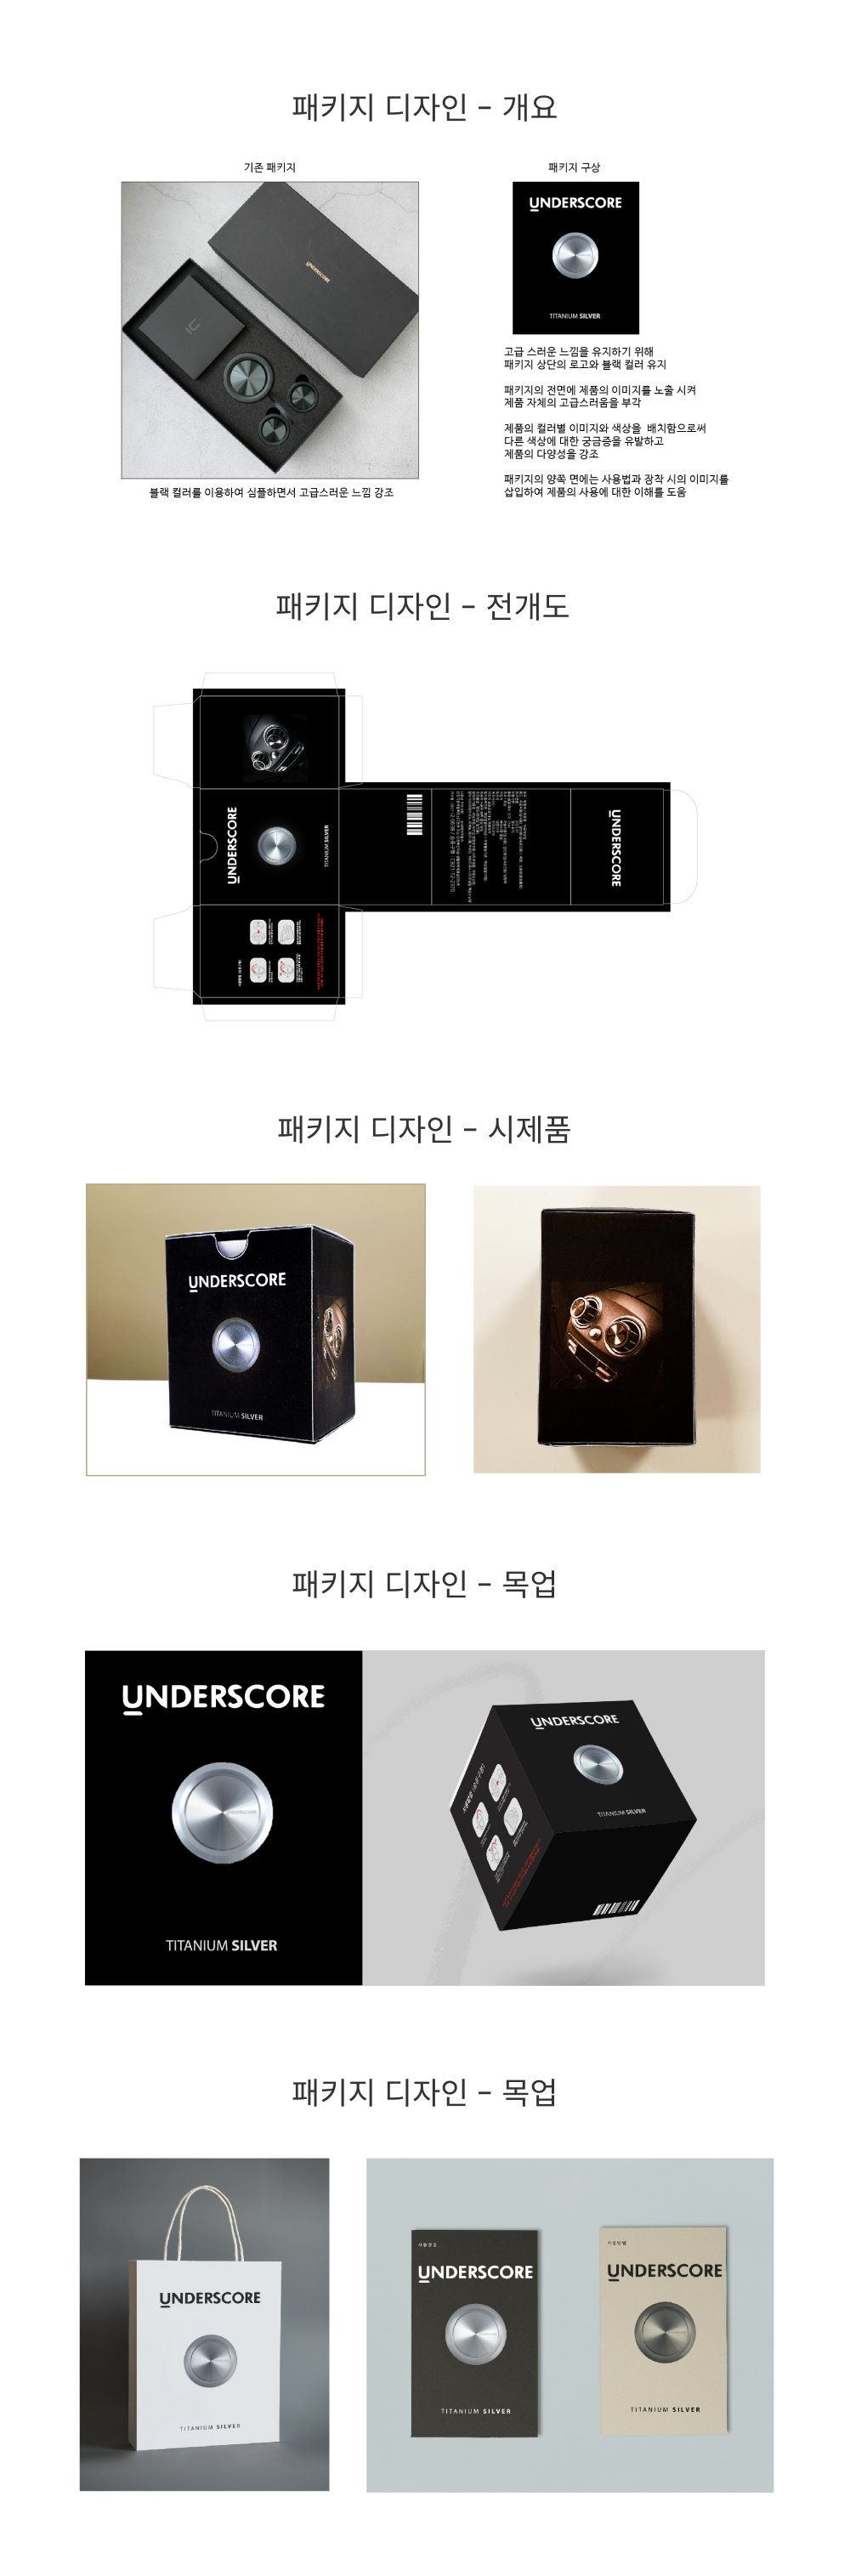 패키지 디자인 - 개요
기존 패키지
UNDERSCORE
블랙 컬러를 이용하여 심플하면서 고급스러운 느낌 강조
패키지 구상
UNDERSCORE
TITANIUM SILVER
고급 스러운 느낌을 유지하기 위해
패키지 상단의 로고와 블랙 컬러 유지
패키지의 전면에 제품의 이미지를 노출 시켜
제품 자체의 고급스러움을 부각
제품의 컬러별 이미지와 색상을 배치함으로써
다른 색상에 대한 궁금증을 유발하고
제품의 다양성을 강조
패키지의 양쪽 면에는 사용법과 장착 시의 이미지를
삽입하여 제품의 사용에 대한 이해를 도움
패키지 디자인 - 전개도
UNDERSCORE
TITANIUM SILVER
UNDERSCORE
패키지 디자인 - 시제품
UNDERSCORE
TITANIUM SILVER
패키지 디자인 - 목업
UNDERSCORE
TITANIUM SILVER
UNDERSCORE
TITANIUM SILVER
패키지 디자인 - 목업
UNDERSCORE
TITANIUM SILVER
UNDERSCORE
TITANIUM SILVER
UNDERSCORE
TITANIUM SILVER